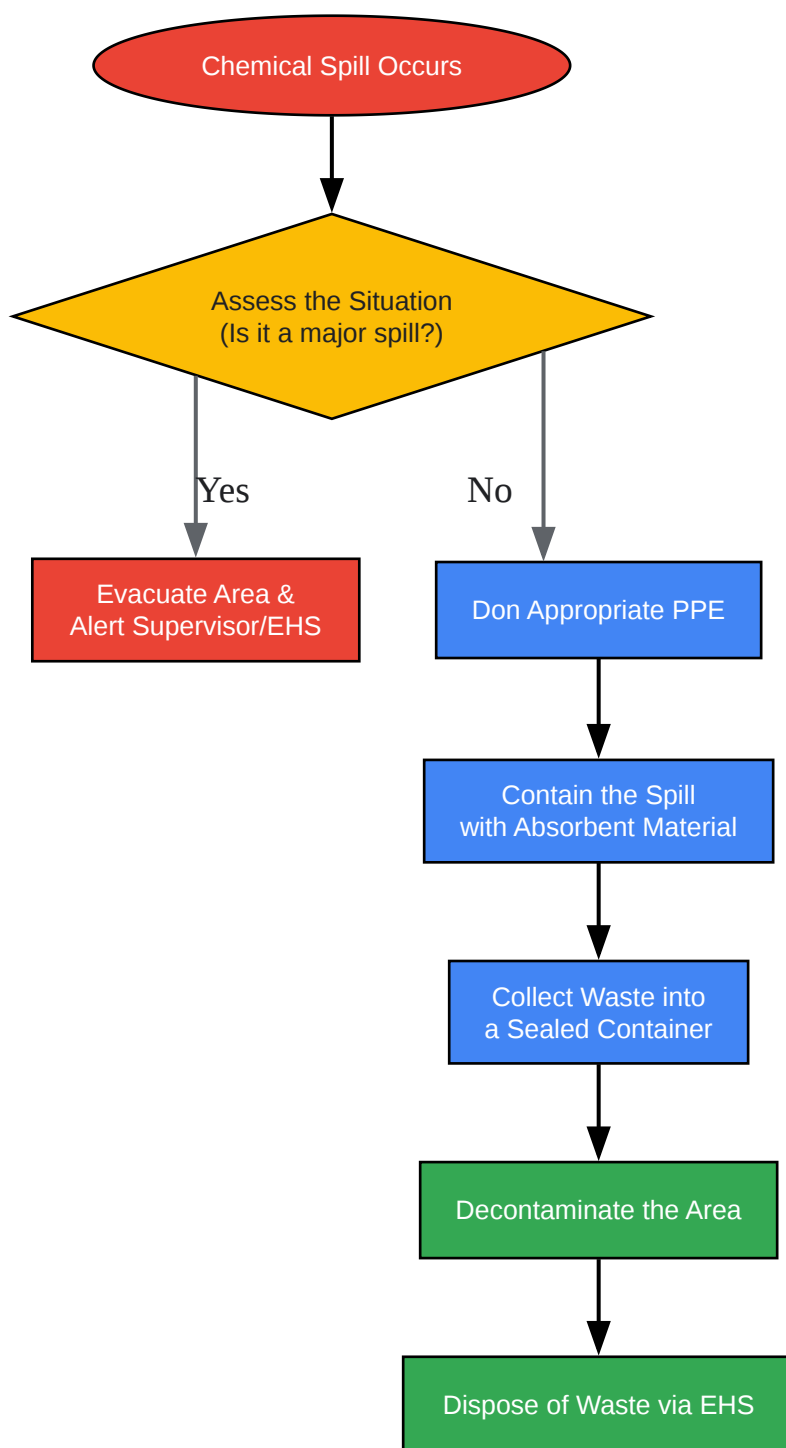 Chemical Spill Occurs
Assess the Situation
(Is it a major spill?)
Yes
No
Evacuate Area &
Alert Supervisor/EHS
Don Appropriate PPE
Contain the Spill
with Absorbent Material
Collect Waste into
a Sealed Container
Decontaminate the Area
Dispose of Waste via EHS